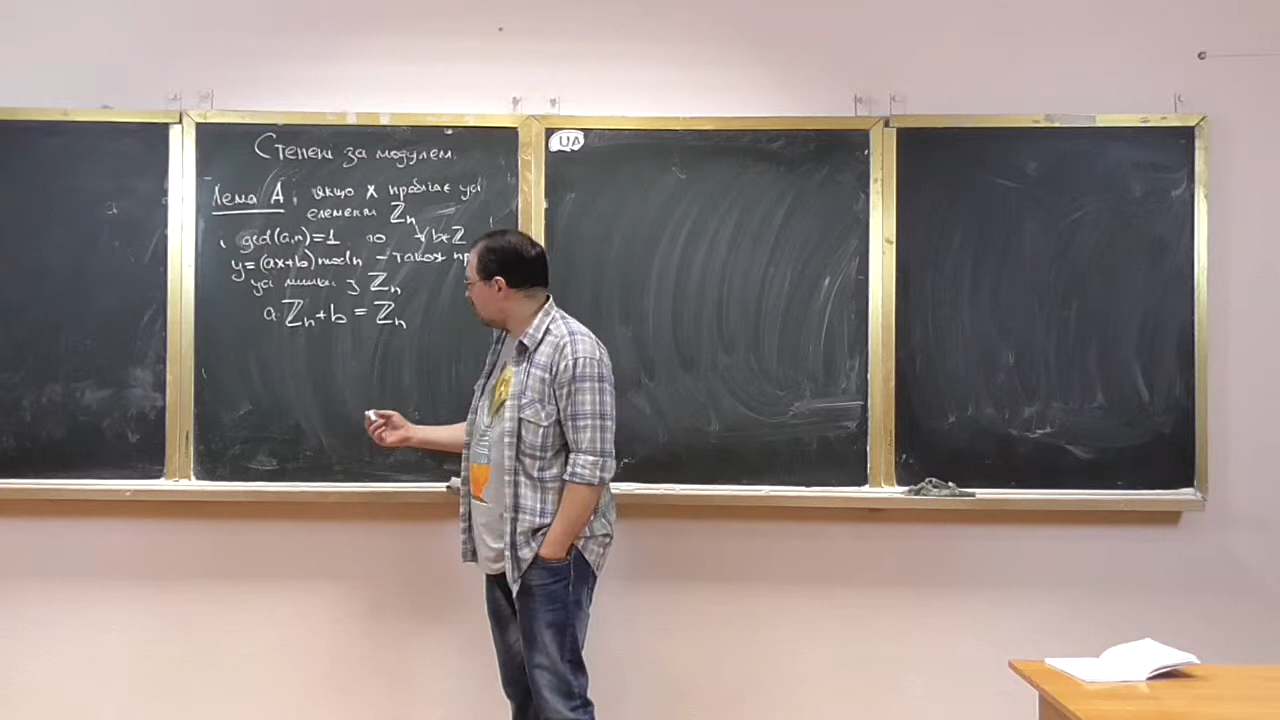 Степені за модулем.
UA
Лема A: якщо x пробігає усі
елементи ℤₙ
і gcd(a,n)=1, то ∀b∈ℤ
y=(ax+b) mod n – також
усі лишки з ℤₙ
a·ℤₙ+b = ℤₙ